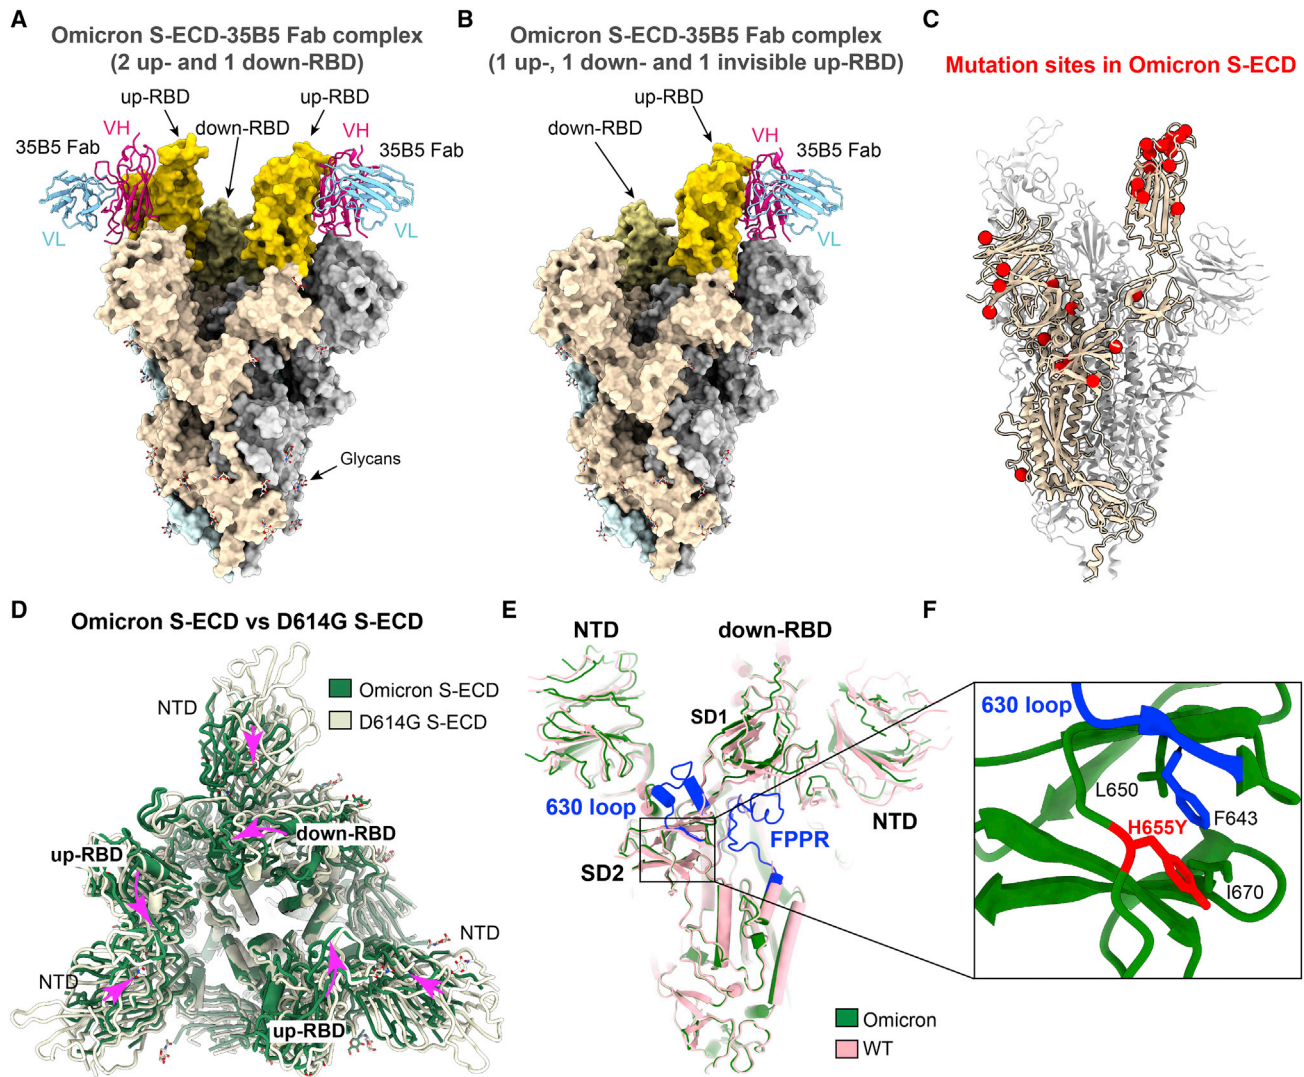 A
Omicron S-ECD-35B5 Fab complex
(2 up- and 1 down-RBD)
up-RBD
up-RBD
down-RBD
VH
VH
35B5 Fab
35B5 Fab
VL
VL
Glycans
B
Omicron S-ECD-35B5 Fab complex
(1 up-, 1 down- and 1 invisible up-RBD)
up-RBD
down-RBD
VH
35B5 Fab
VL
C
Mutation sites in Omicron S-ECD
D
Omicron S-ECD vs D614G S-ECD
NTD
Omicron S-ECD
D614G S-ECD
down-RBD
up-RBD
NTD
NTD
up-RBD
E
NTD
down-RBD
SD1
630 loop
NTD
FPPR
SD2
Omicron
WT
F
630 loop
L650
F643
H655Y
I670